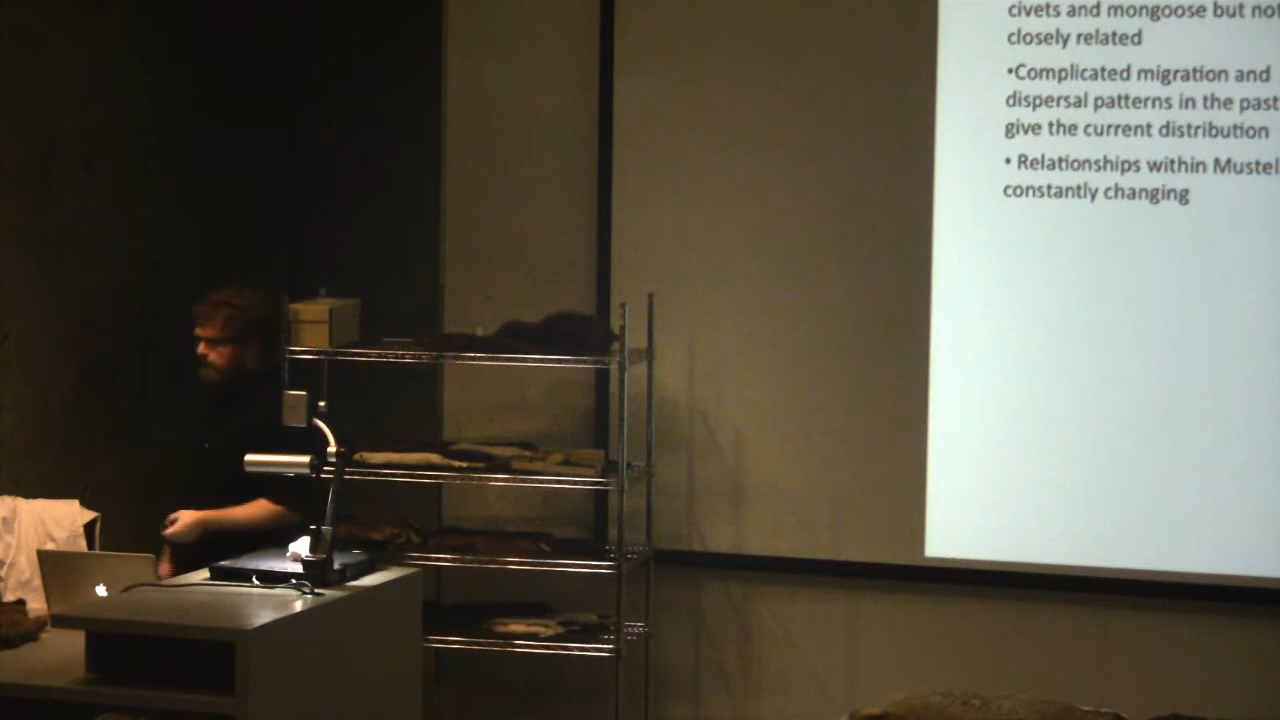 civets and mongoose but not
closely related
•Complicated migration and
dispersal patterns in the past
give the current distribution
• Relationships within Mustel
constantly changing